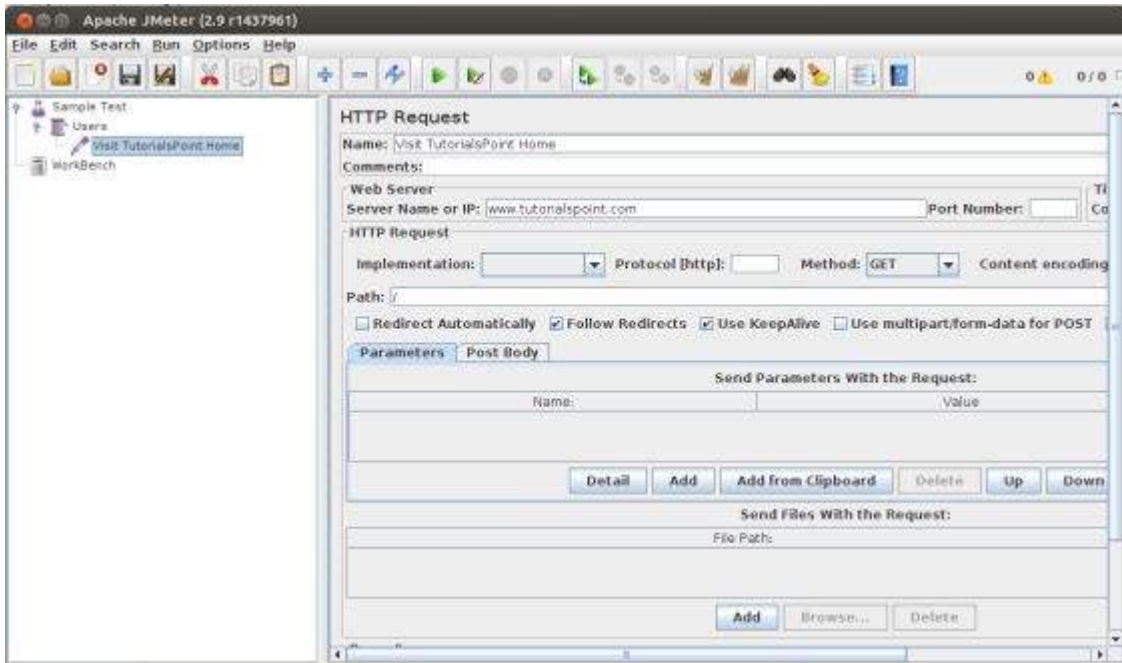 Apache JMeter (2.9 r1437961)
File Edit Search Run Options Help
0 0 / 0
Sample Test
Users
Visit TutorialsPoint Home
WorkBench
HTTP Request
Name: Visit TutorialsPoint Home
Comments:
Web Server
Server Name or IP: www.tutorialspoint.com Port Number:
HTTP Request
Implementation: Protocol [http]: Method: GET Content encoding
Path: /
Redirect Automatically Follow Redirects Use KeepAlive Use multipart/form-data for POST
Parameters Post Body
Send Parameters With the Request:
Name: Value
Detail Add Add from Clipboard Delete Up Down
Send Files With the Request:
File Path:
Add Browse... Delete